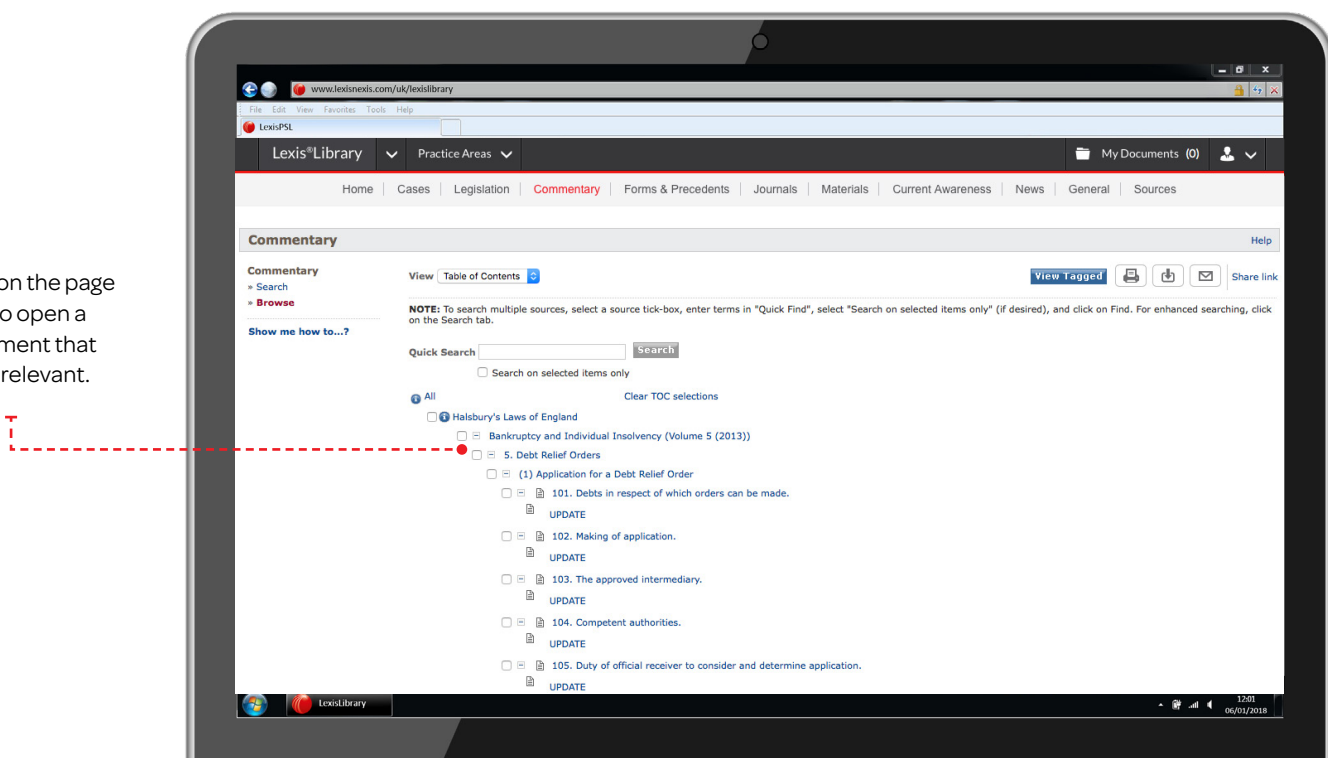 www.lexisnexis.com/uk/lexislibrary
File Edit View Favorites Tools Help
LexisPSL
Lexis®Library Practice Areas My Documents (0)
Home Cases Legislation Commentary Forms & Precedents Journals Materials Current Awareness News General Sources
Commentary Help
Commentary
» Search
» Browse
Show me how to...?
View Table of Contents View Tagged Share link
NOTE: To search multiple sources, select a source tick-box, enter terms in "Quick Find", select "Search on selected items only" (if desired), and click on Find. For enhanced searching, click
on the Search tab.
Quick Search Search
Search on selected items only
All Clear TOC selections
Halsbury's Laws of England
Bankruptcy and Individual Insolvency (Volume 5 (2013))
5. Debt Relief Orders
(1) Application for a Debt Relief Order
101. Debts in respect of which orders can be made.
UPDATE
102. Making of application.
UPDATE
103. The approved intermediary.
UPDATE
104. Competent authorities.
UPDATE
105. Duty of official receiver to consider and determine application.
UPDATE
LexisLibrary 12:01
06/01/2018
on the page
o open a
ment that
relevant.